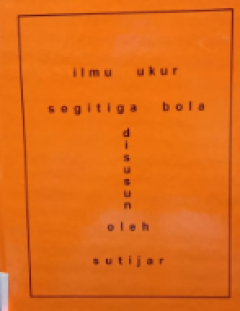 ilmu ukur
segitiga bola
disusun
oleh
sutijar